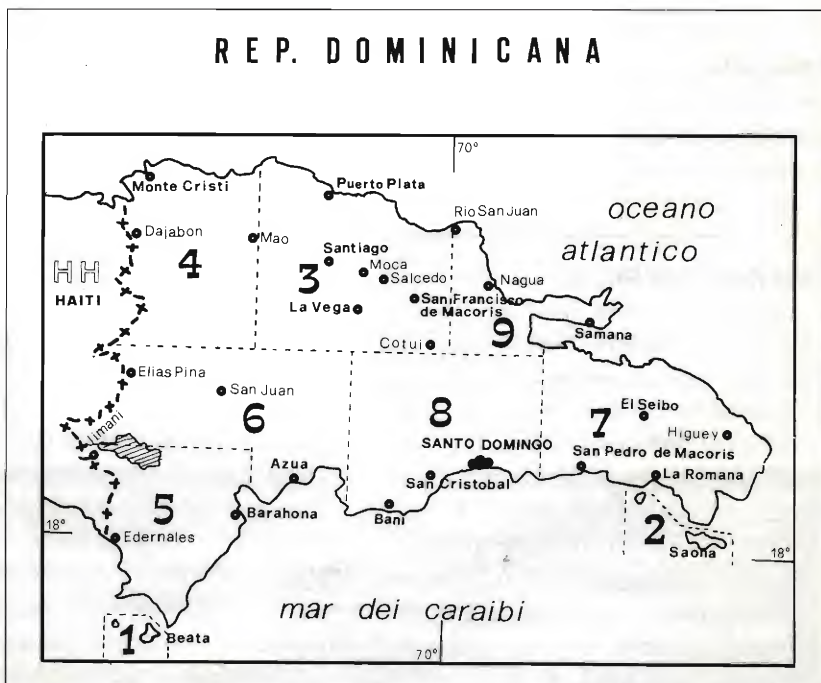 REP. DOMINICANA
70°
Monte Cristi
Puerto Plata
Rio San Juan
oceano
atlantico
Dajabon
4
Mao
3
Santiago
Moca
Salcedo
Nagua
HH
HAITI
La Vega
San Francisco
de Macoris
9
Samana
Cotui
Elias Pina
San Juan
6
8
7
El Seibo
Higuey
Jimani
SANTO DOMINGO
San Pedro de Macoris
Azua
San Cristobal
La Romana
5
Barahona
Bani
2
18°
Edernales
Saona
18°
mar dei caraibi
1
Beata
70°